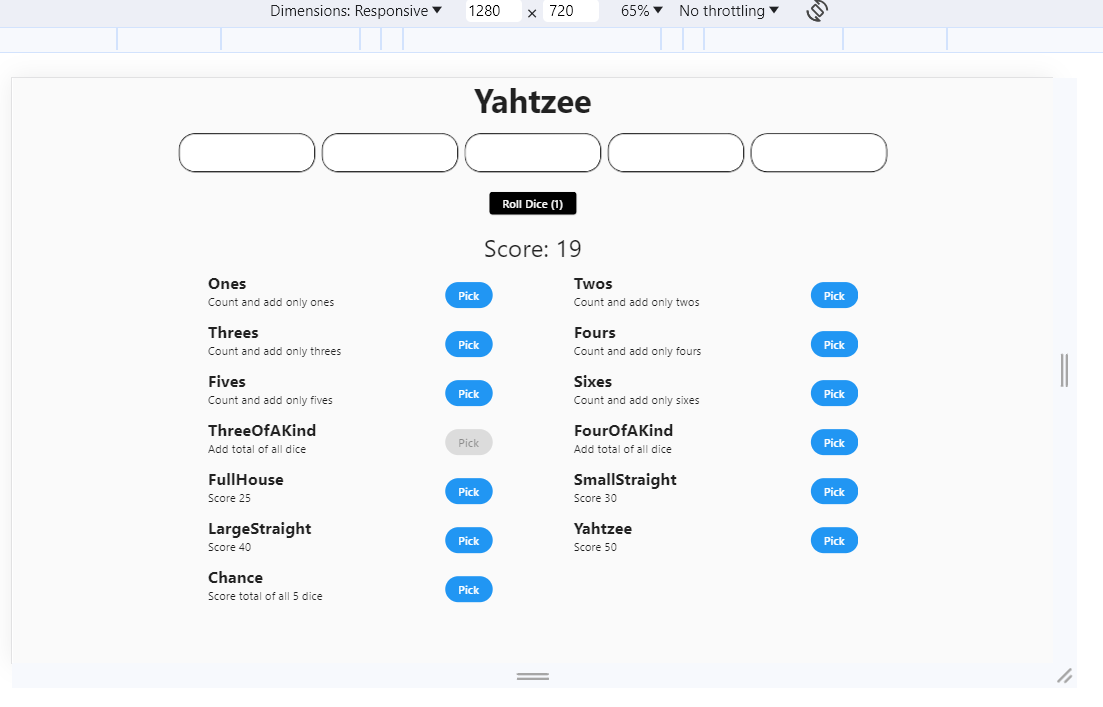 Dimensions: Responsive 1280 × 720 65% No throttling
Yahtzee
Roll Dice (1)
Score: 19
Ones
Count and add only ones
Pick
Twos
Count and add only twos
Pick
Threes
Count and add only threes
Pick
Fours
Count and add only fours
Pick
Fives
Count and add only fives
Pick
Sixes
Count and add only sixes
Pick
ThreeOfAKind
Add total of all dice
Pick
FourOfAKind
Add total of all dice
Pick
FullHouse
Score 25
Pick
SmallStraight
Score 30
Pick
LargeStraight
Score 40
Pick
Yahtzee
Score 50
Pick
Chance
Score total of all 5 dice
Pick